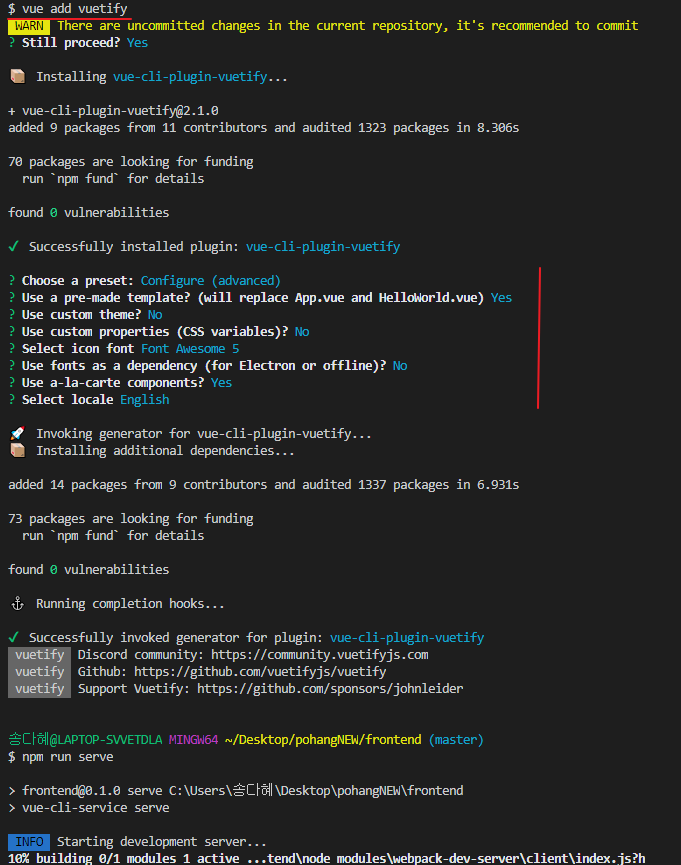 $ vue add vuetify
WARN There are uncommitted changes in the current repository, it's recommended to commit
? Still proceed? Yes
Installing vue-cli-plugin-vuetify...
+ vue-cli-plugin-vuetify@2.1.0
added 9 packages from 11 contributors and audited 1323 packages in 8.306s
70 packages are looking for funding
run `npm fund` for details
found 0 vulnerabilities
✓ Successfully installed plugin: vue-cli-plugin-vuetify
? Choose a preset: Configure (advanced)
? Use a pre-made template? (will replace App.vue and HelloWorld.vue) Yes
? Use custom theme? No
? Use custom properties (CSS variables)? No
? Select icon font Font Awesome 5
? Use fonts as a dependency (for Electron or offline)? No
? Use a-la-carte components? Yes
? Select locale English
Invoking generator for vue-cli-plugin-vuetify...
Installing additional dependencies...
added 14 packages from 9 contributors and audited 1337 packages in 6.931s
73 packages are looking for funding
run `npm fund` for details
found 0 vulnerabilities
Running completion hooks...
✓ Successfully invoked generator for plugin: vue-cli-plugin-vuetify
vuetify Discord community: https://community.vuetifyjs.com
vuetify Github: https://github.com/vuetifyjs/vuetify
vuetify Support Vuetify: https://github.com/sponsors/johnleider
송다혜@LAPTOP-SVVETDLA MINGW64 ~/Desktop/pohangNEW/frontend (master)
$ npm run serve
> frontend@0.1.0 serve C:\Users\송다혜\Desktop\pohangNEW\frontend
> vue-cli-service serve
INFO Starting development server...
10% building 0/1 modules 1 active ...tend\node_modules\webpack-dev-server\client\index.js?h